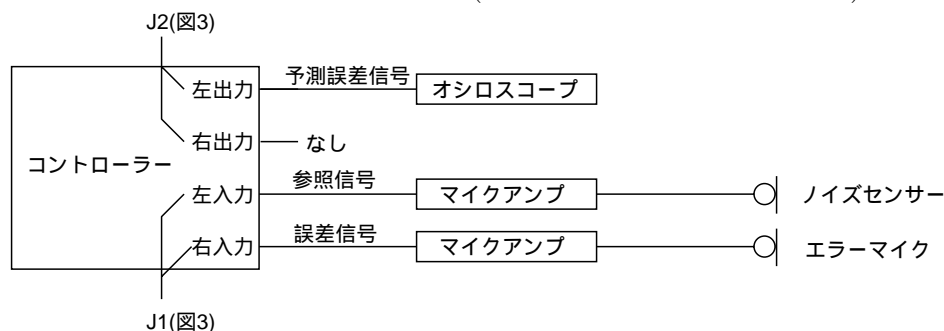 J2(図3)
左出力
予測誤差信号
オシロスコープ
右出力
なし
コントローラー
左入力
参照信号
マイクアンプ
ノイズセンサー
右入力
誤差信号
マイクアンプ
エラーマイク
J1(図3)